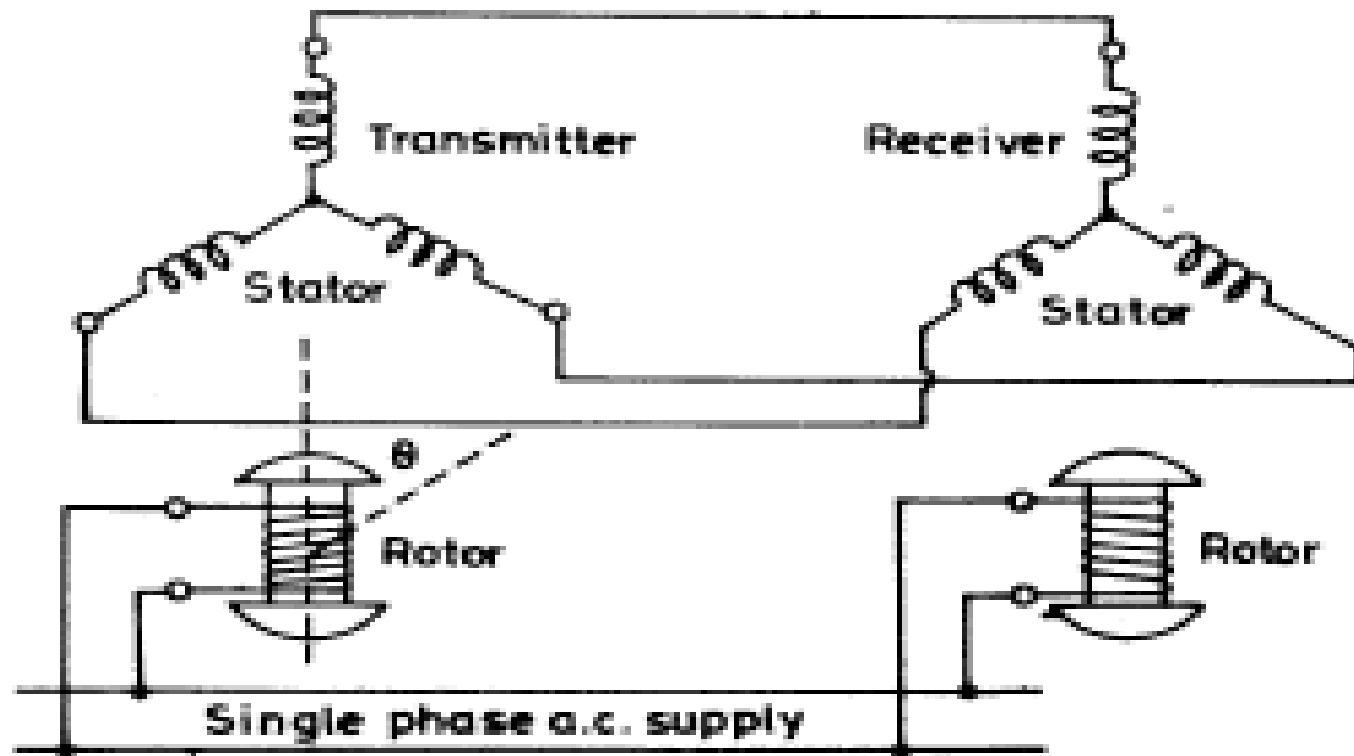 Transmitter
Receiver
Stator
Stator
θ
Rotor
Rotor
Single phase a.c. supply